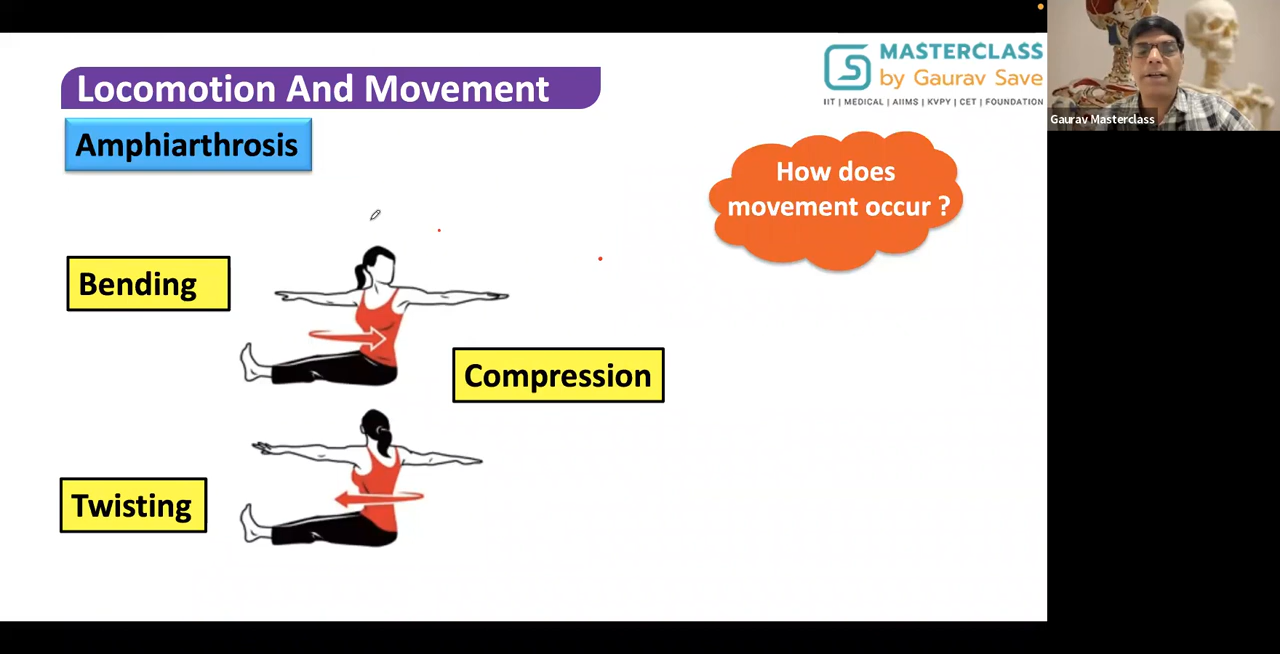 Locomotion And Movement
MASTERCLASS
by Gaurav Save
IIT | MEDICAL | AIIMS | KVPY | CET | FOUNDATION
Gaurav Masterclass
Amphiarthrosis
How does
movement occur ?
Bending
Compression
Twisting